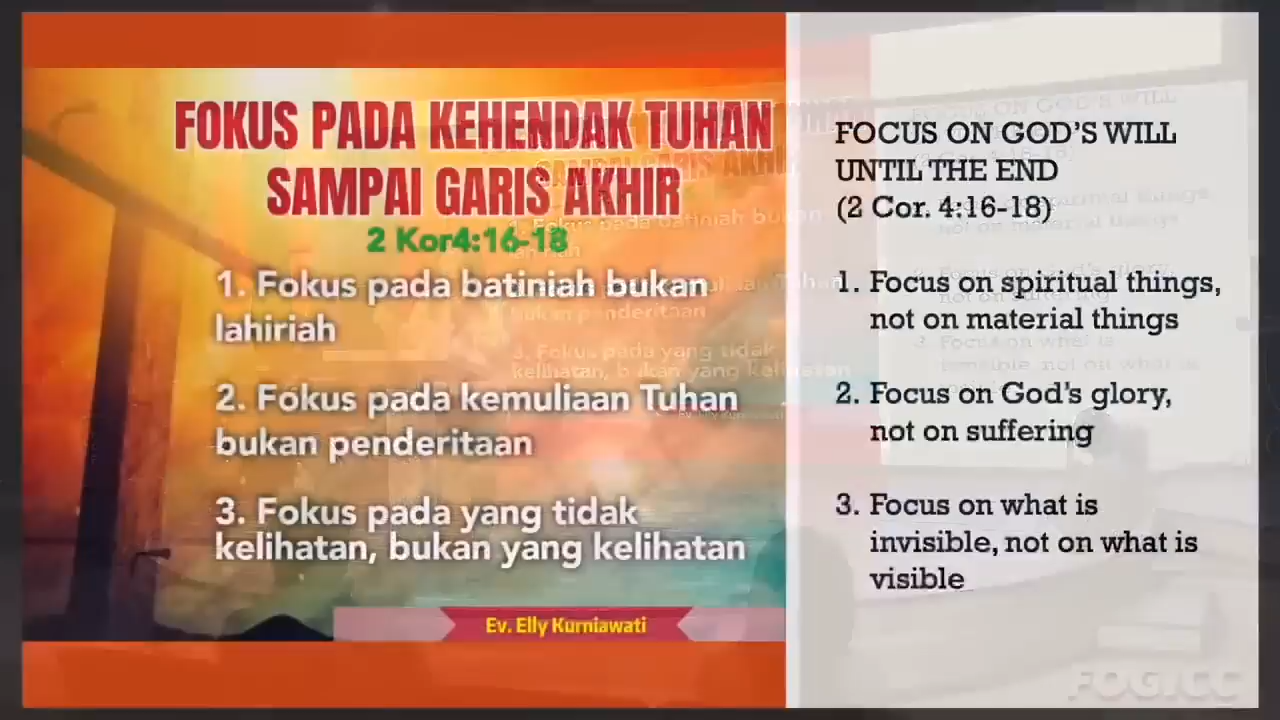 FOKUS PADA KEHENDAK TUHAN
SAMPAI GARIS AKHIR
2 Kor4:16-18
1. Fokus pada batiniah bukan
lahiriah
2. Fokus pada kemuliaan Tuhan
bukan penderitaan
3. Fokus pada yang tidak
kelihatan, bukan yang kelihatan
Ev. Elly Kurniawati
FOCUS ON GOD'S WILL
UNTIL THE END
(2 Cor. 4:16-18)
1. Focus on spiritual things,
not on material things
2. Focus on God's glory,
not on suffering
3. Focus on what is
invisible, not on what is
visible
FOGICC